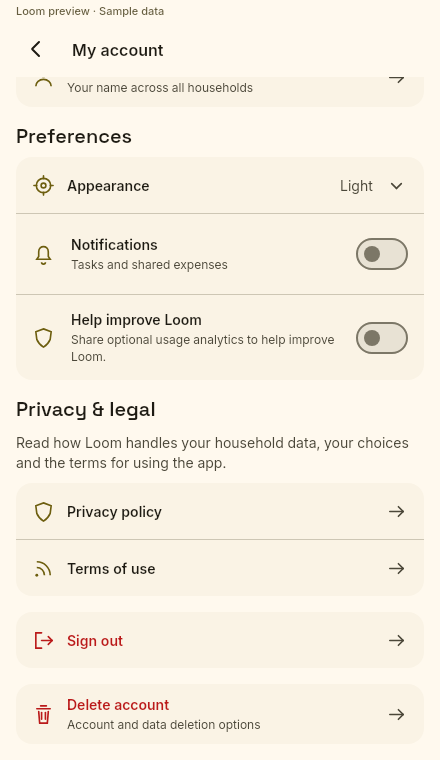 Loom preview · Sample data
My account
Your name across all households
Preferences
Appearance
Light
Notifications
Tasks and shared expenses
Help improve Loom
Share optional usage analytics to help improve
Loom.
Privacy & legal
Read how Loom handles your household data, your choices
and the terms for using the app.
Privacy policy
Terms of use
Sign out
Delete account
Account and data deletion options